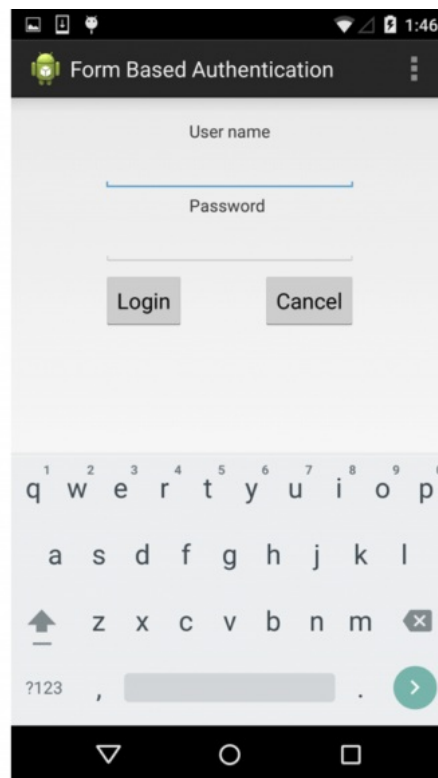 1:46
Form Based Authentication
User name
Password
Login Cancel
1 2 3 4 5 6 7 8 9
q w e r t y u i o p
a s d f g h j k l
z x c v b n m
?123 , .